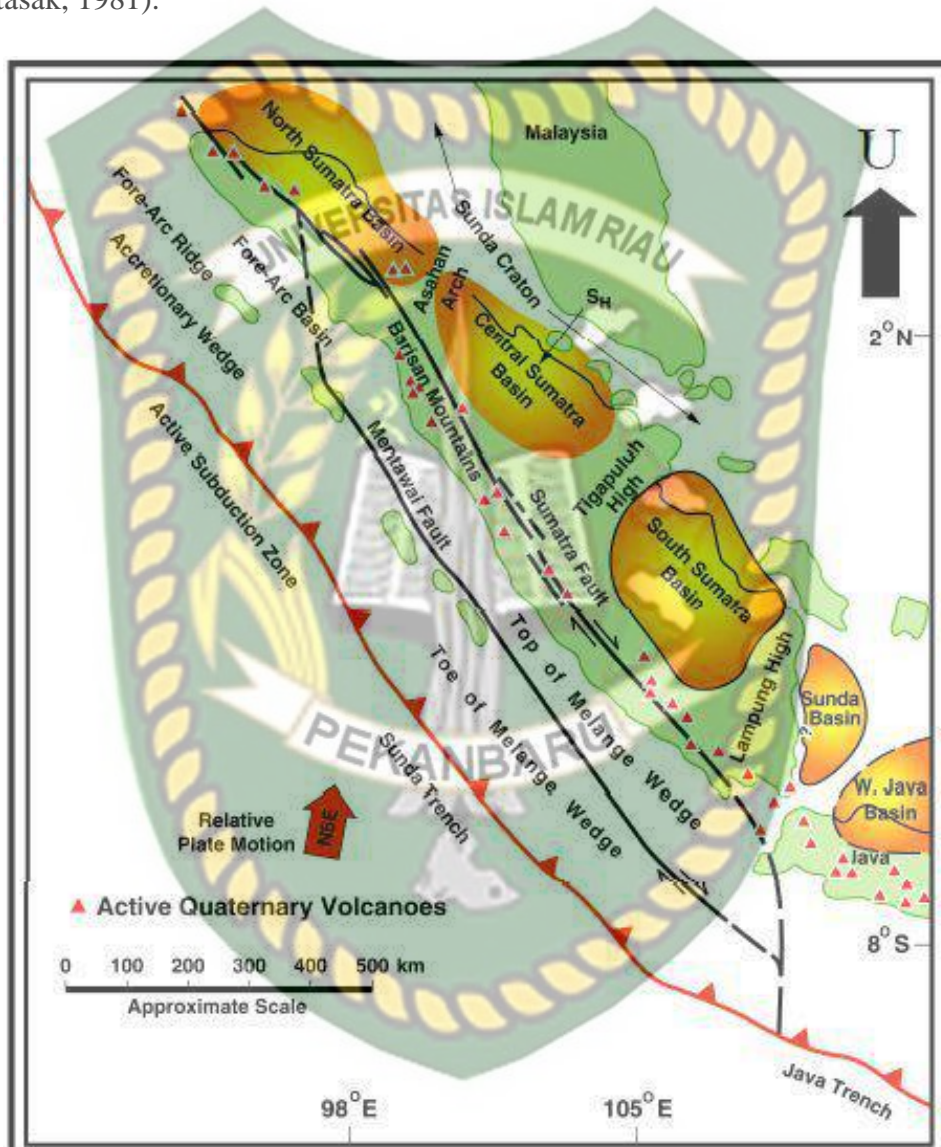 tasak, 1981).
North Sumatra Basin
Malaysia
U
UNIVERSITAS ISLAM RIAU
Fore-Arc Ridge
Accretionary Wedge
Fore-Arc Basin
Asahan
Arch
Sunda Craton
SH
2°N
Central Sumatra
Basin
Barisan Mountains
Active Subduction Zone
Mentawai Fault
Sumatra Fault
Tigapuluh
High
South Sumatra
Basin
Lampung High
Sunda
Basin
?
W. Java
Basin
Java
Top of Melange Wedge
Toe of Melange Wedge
PEKANBARU
Sunda Trench
Relative
Plate Motion
N6E
Active Quaternary Volcanoes
8°S
0 100 200 300 400 500 km
Approximate Scale
Java Trench
98°E 105°E